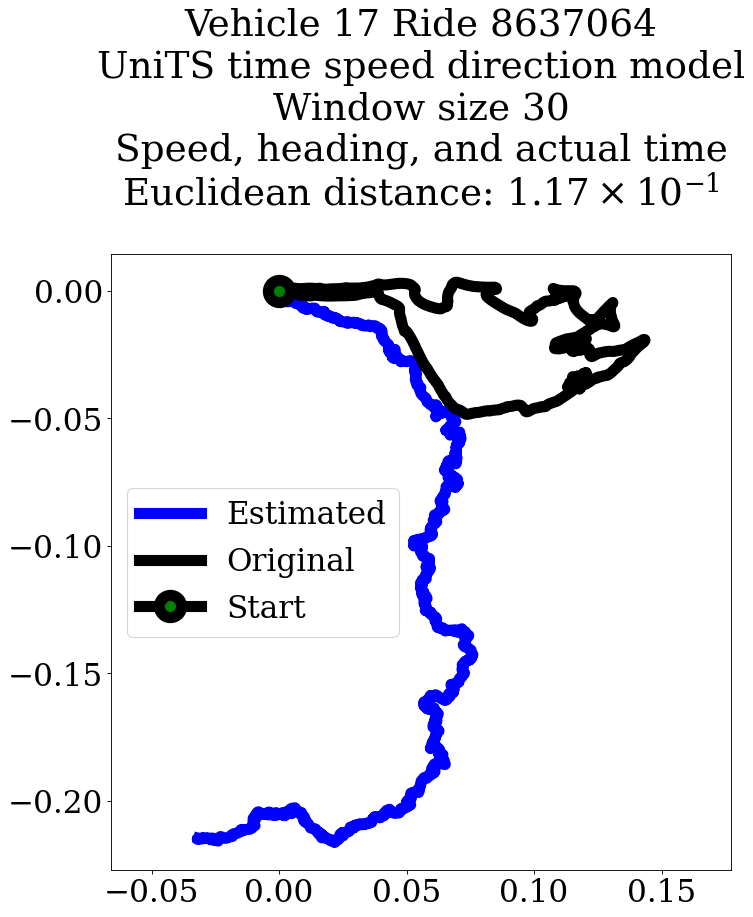 Vehicle 17 Ride 8637064
UniTS time speed direction model
Window size 30
Speed, heading, and actual time
Euclidean distance: 1.17 × 10⁻¹
0.00
−0.05
−0.10
−0.15
−0.20
Estimated
Original
Start
−0.05 0.00 0.05 0.10 0.15